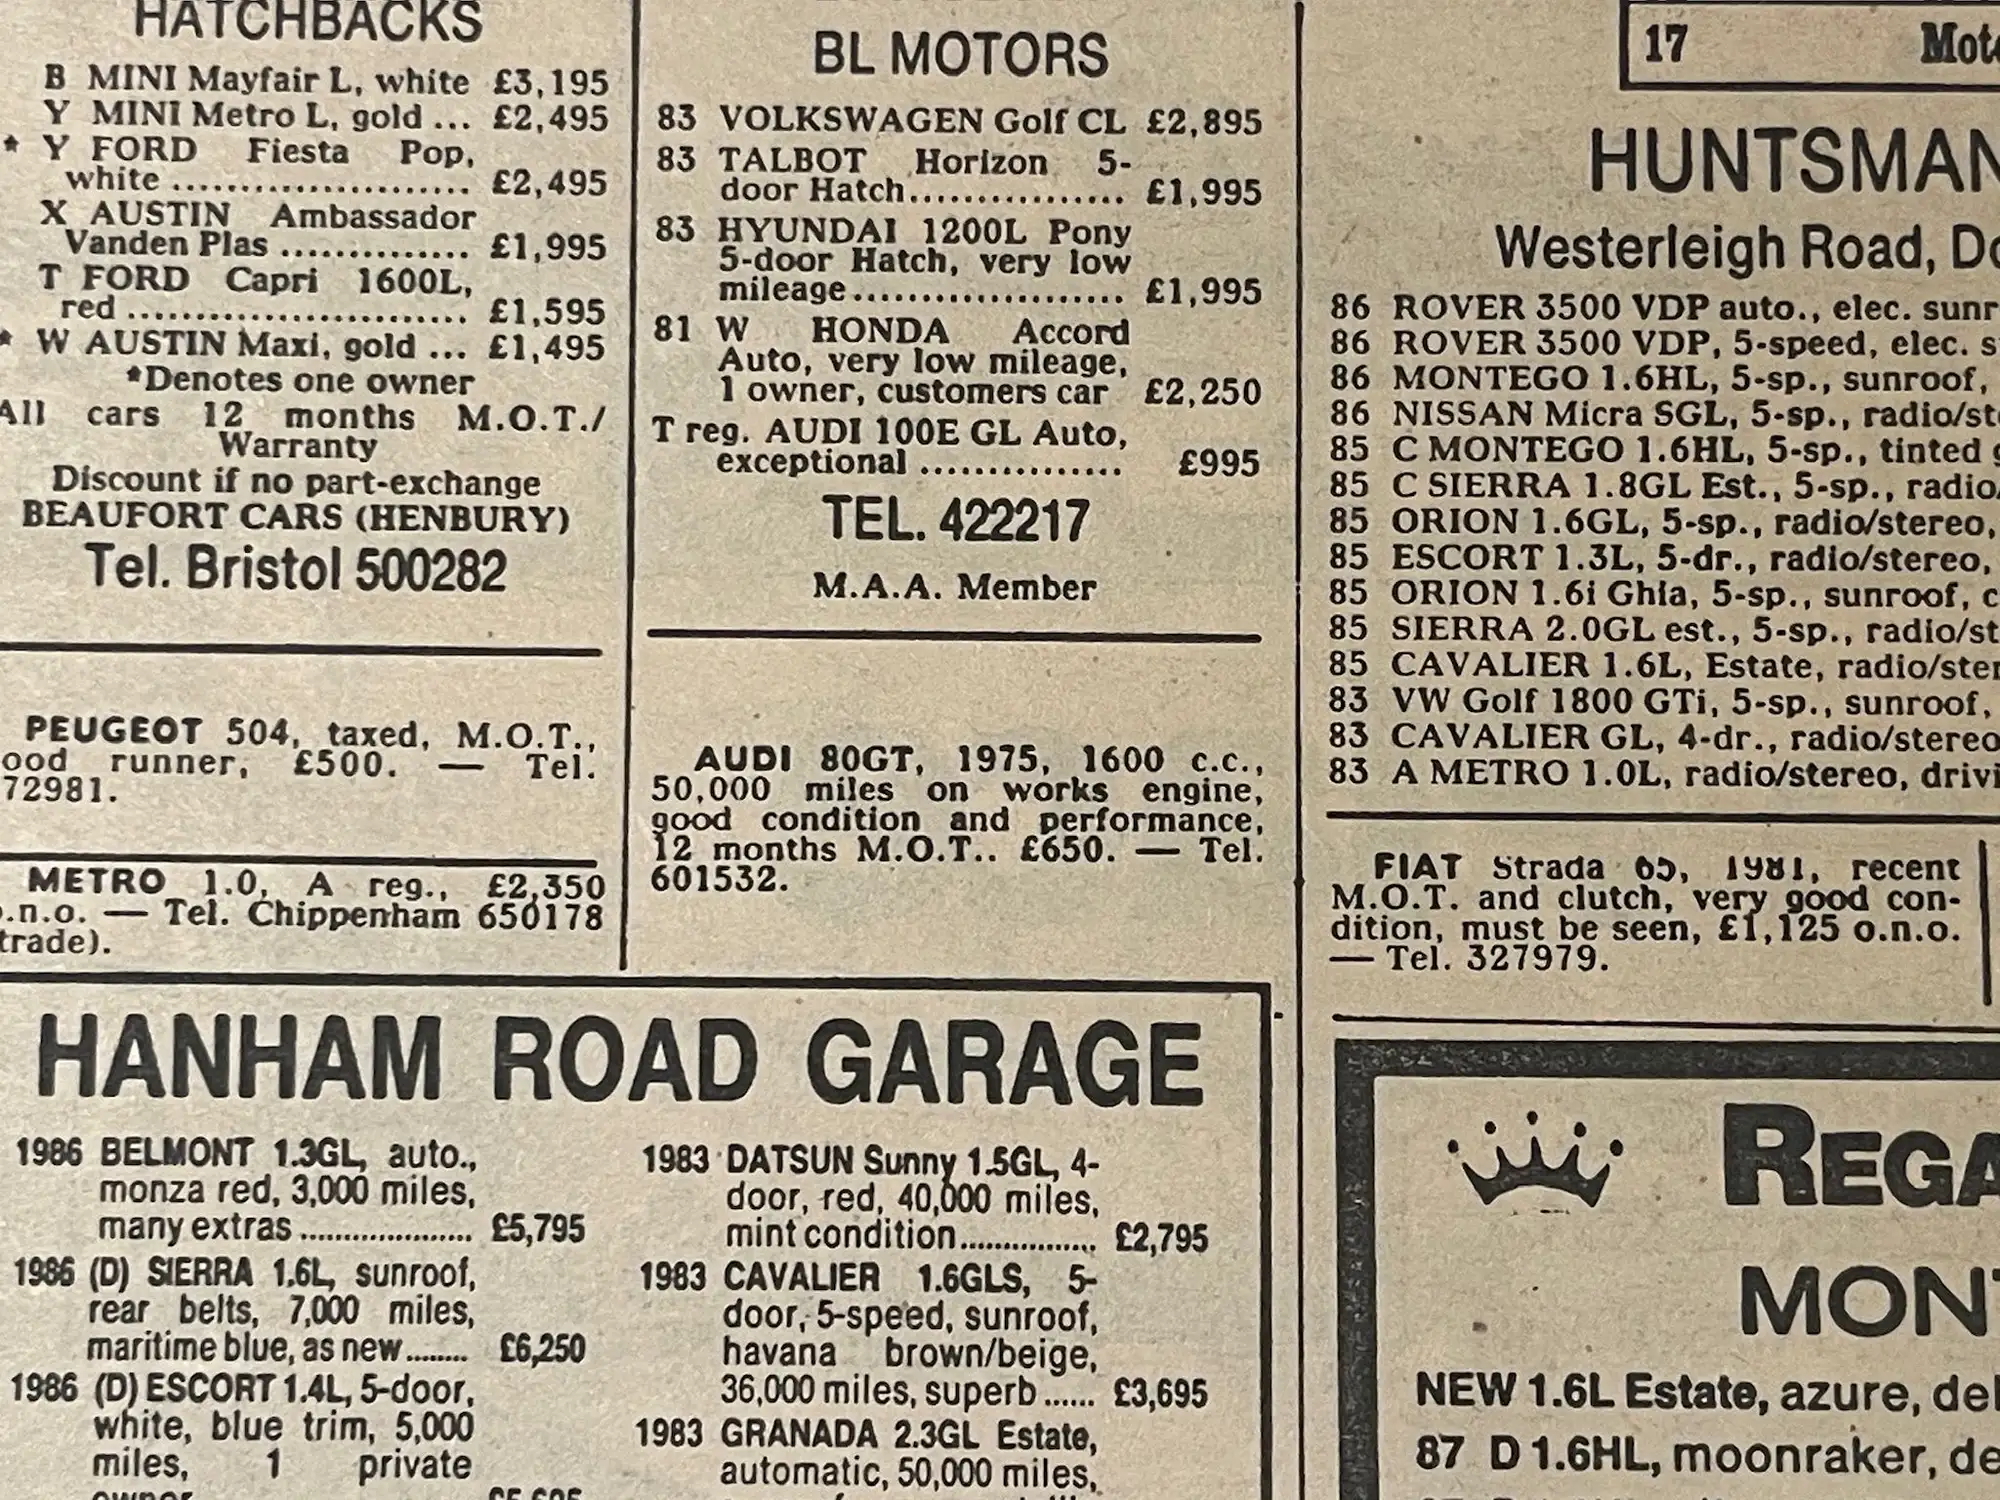 HATCHBACKS
B MINI Mayfair L, white £3,195
Y MINI Metro L, gold ... £2,495
* Y FORD Fiesta Pop,
white ...................... £2,495
X AUSTIN Ambassador
Vanden Plas .............. £1,995
T FORD Capri 1600L,
red ......................... £1,595
* W AUSTIN Maxi, gold ... £1,495
*Denotes one owner
All cars 12 months M.O.T./
Warranty
Discount if no part-exchange
BEAUFORT CARS (HENBURY)
Tel. Bristol 500282
PEUGEOT 504, taxed, M.O.T.,
ood runner, £500. — Tel.
72981.
METRO 1.0, A reg., £2,350
.n.o. — Tel. Chippenham 650178
trade).
BL MOTORS
83 VOLKSWAGEN Golf CL £2,895
83 TALBOT Horizon 5-
door Hatch................ £1,995
83 HYUNDAI 1200L Pony
5-door Hatch, very low
mileage.................... £1,995
81 W HONDA Accord
Auto, very low mileage,
1 owner, customers car £2,250
T reg. AUDI 100E GL Auto,
exceptional ............... £995
TEL. 422217
M.A.A. Member
AUDI 80GT, 1975, 1600 c.c.,
50,000 miles on works engine,
good condition and performance,
12 months M.O.T.. £650. — Tel.
601532.
HANHAM ROAD GARAGE
1986 BELMONT 1.3GL, auto.,
monza red, 3,000 miles,
many extras .................... £5,795
1986 (D) SIERRA 1.6L, sunroof,
rear belts, 7,000 miles,
maritime blue, as new ........ £6,250
1986 (D) ESCORT 1.4L, 5-door,
white, blue trim, 5,000
miles, 1 private
owner
1983 DATSUN Sunny 1.5GL, 4-
door, red, 40,000 miles,
mint condition................ £2,795
1983 CAVALIER 1.6GLS, 5-
door, 5-speed, sunroof,
havana brown/beige,
36,000 miles, superb ...... £3,695
1983 GRANADA 2.3GL Estate,
automatic, 50,000 miles,
17 Moto
HUNTSMAN
Westerleigh Road, Do
86 ROVER 3500 VDP auto., elec. sunr
86 ROVER 3500 VDP, 5-speed, elec. s
86 MONTEGO 1.6HL, 5-sp., sunroof,
86 NISSAN Micra SGL, 5-sp., radio/ste
85 C MONTEGO 1.6HL, 5-sp., tinted g
85 C SIERRA 1.8GL Est., 5-sp., radio/
85 ORION 1.6GL, 5-sp., radio/stereo,
85 ESCORT 1.3L, 5-dr., radio/stereo,
85 ORION 1.6i Ghia, 5-sp., sunroof, c
85 SIERRA 2.0GL est., 5-sp., radio/st
85 CAVALIER 1.6L, Estate, radio/ster
83 VW Golf 1800 GTi, 5-sp., sunroof,
83 CAVALIER GL, 4-dr., radio/stereo
83 A METRO 1.0L, radio/stereo, drivi
FIAT Strada 65, 1981, recent
M.O.T. and clutch, very good con-
dition, must be seen, £1,125 o.n.o.
— Tel. 327979.
REGA
MONT
NEW 1.6L Estate, azure, del
87 D 1.6HL, moonraker, de